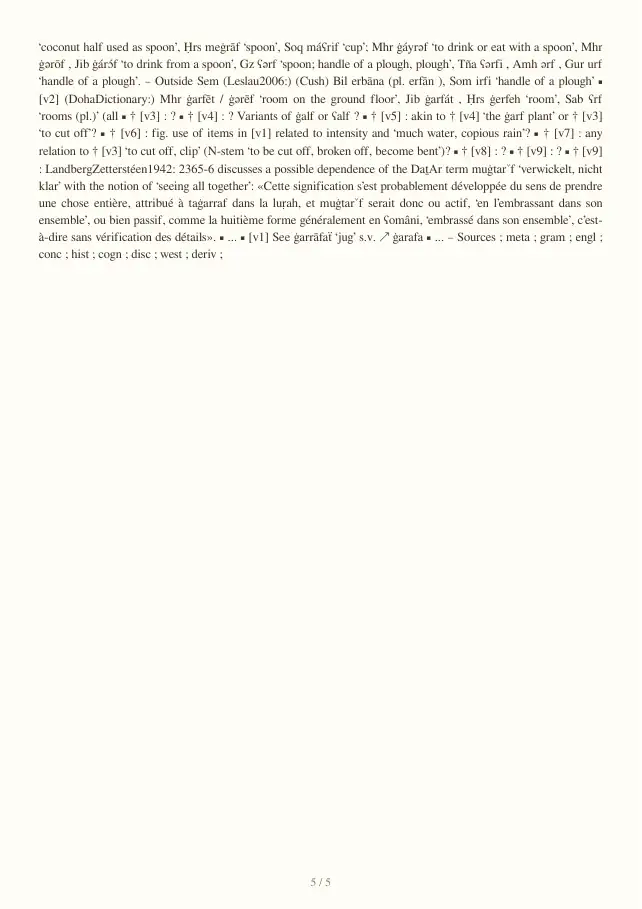 ‘coconut half used as spoon’, Ḥrs meġrāf ‘spoon’, Soq máʕrif ‘cup’; Mhr ġáyrəf ‘to drink or eat with a spoon’, Mhr
ġərōf , Jib ġárɔ́f ‘to drink from a spoon’, Gz ʕərf ‘spoon; handle of a plough, plough’, Tña ʕərfi , Amh ərf , Gur urf
‘handle of a plough’. – Outside Sem (Leslau2006:) (Cush) Bil erbāna (pl. erfān ), Som irfi ‘handle of a plough’ ▪
[v2] (DohaDictionary:) Mhr ġarfēt / ġərēf ‘room on the ground floor’, Jib ġarfát , Ḥrs ġerfeh ‘room’, Sab ʕrf
‘rooms (pl.)’ (all ▪ † [v3] : ? ▪ † [v4] : ? Variants of ġalf or ʕalf ? ▪ † [v5] : akin to † [v4] ‘the ġarf plant’ or † [v3]
‘to cut off’? ▪ † [v6] : fig. use of items in [v1] related to intensity and ‘much water, copious rain’? ▪ † [v7] : any
relation to † [v3] ‘to cut off, clip’ (N-stem ‘to be cut off, broken off, become bent’)? ▪ † [v8] : ? ▪ † [v9] : ? ▪ † [v9]
: LandbergZetterstéen1942: 2365-6 discusses a possible dependence of the DaṯAr term muġtarˇf ‘verwickelt, nicht
klar’ with the notion of ‘seeing all together’: «Cette signification s’est probablement développée du sens de prendre
une chose entière, attribué à taġarraf dans la luṛah, et muġtarˇf serait donc ou actif, ‘en l’embrassant dans son
ensemble’, ou bien passif, comme la huitième forme généralement en ʕomâni, ‘embrassé dans son ensemble’, c’est-
à-dire sans vérification des détails». ▪ ... ▪ [v1] See ġarrāfaẗ ‘jug’ s.v. ↗ ġarafa ▪ ... – Sources ; meta ; gram ; engl ;
conc ; hist ; cogn ; disc ; west ; deriv ;
5 / 5